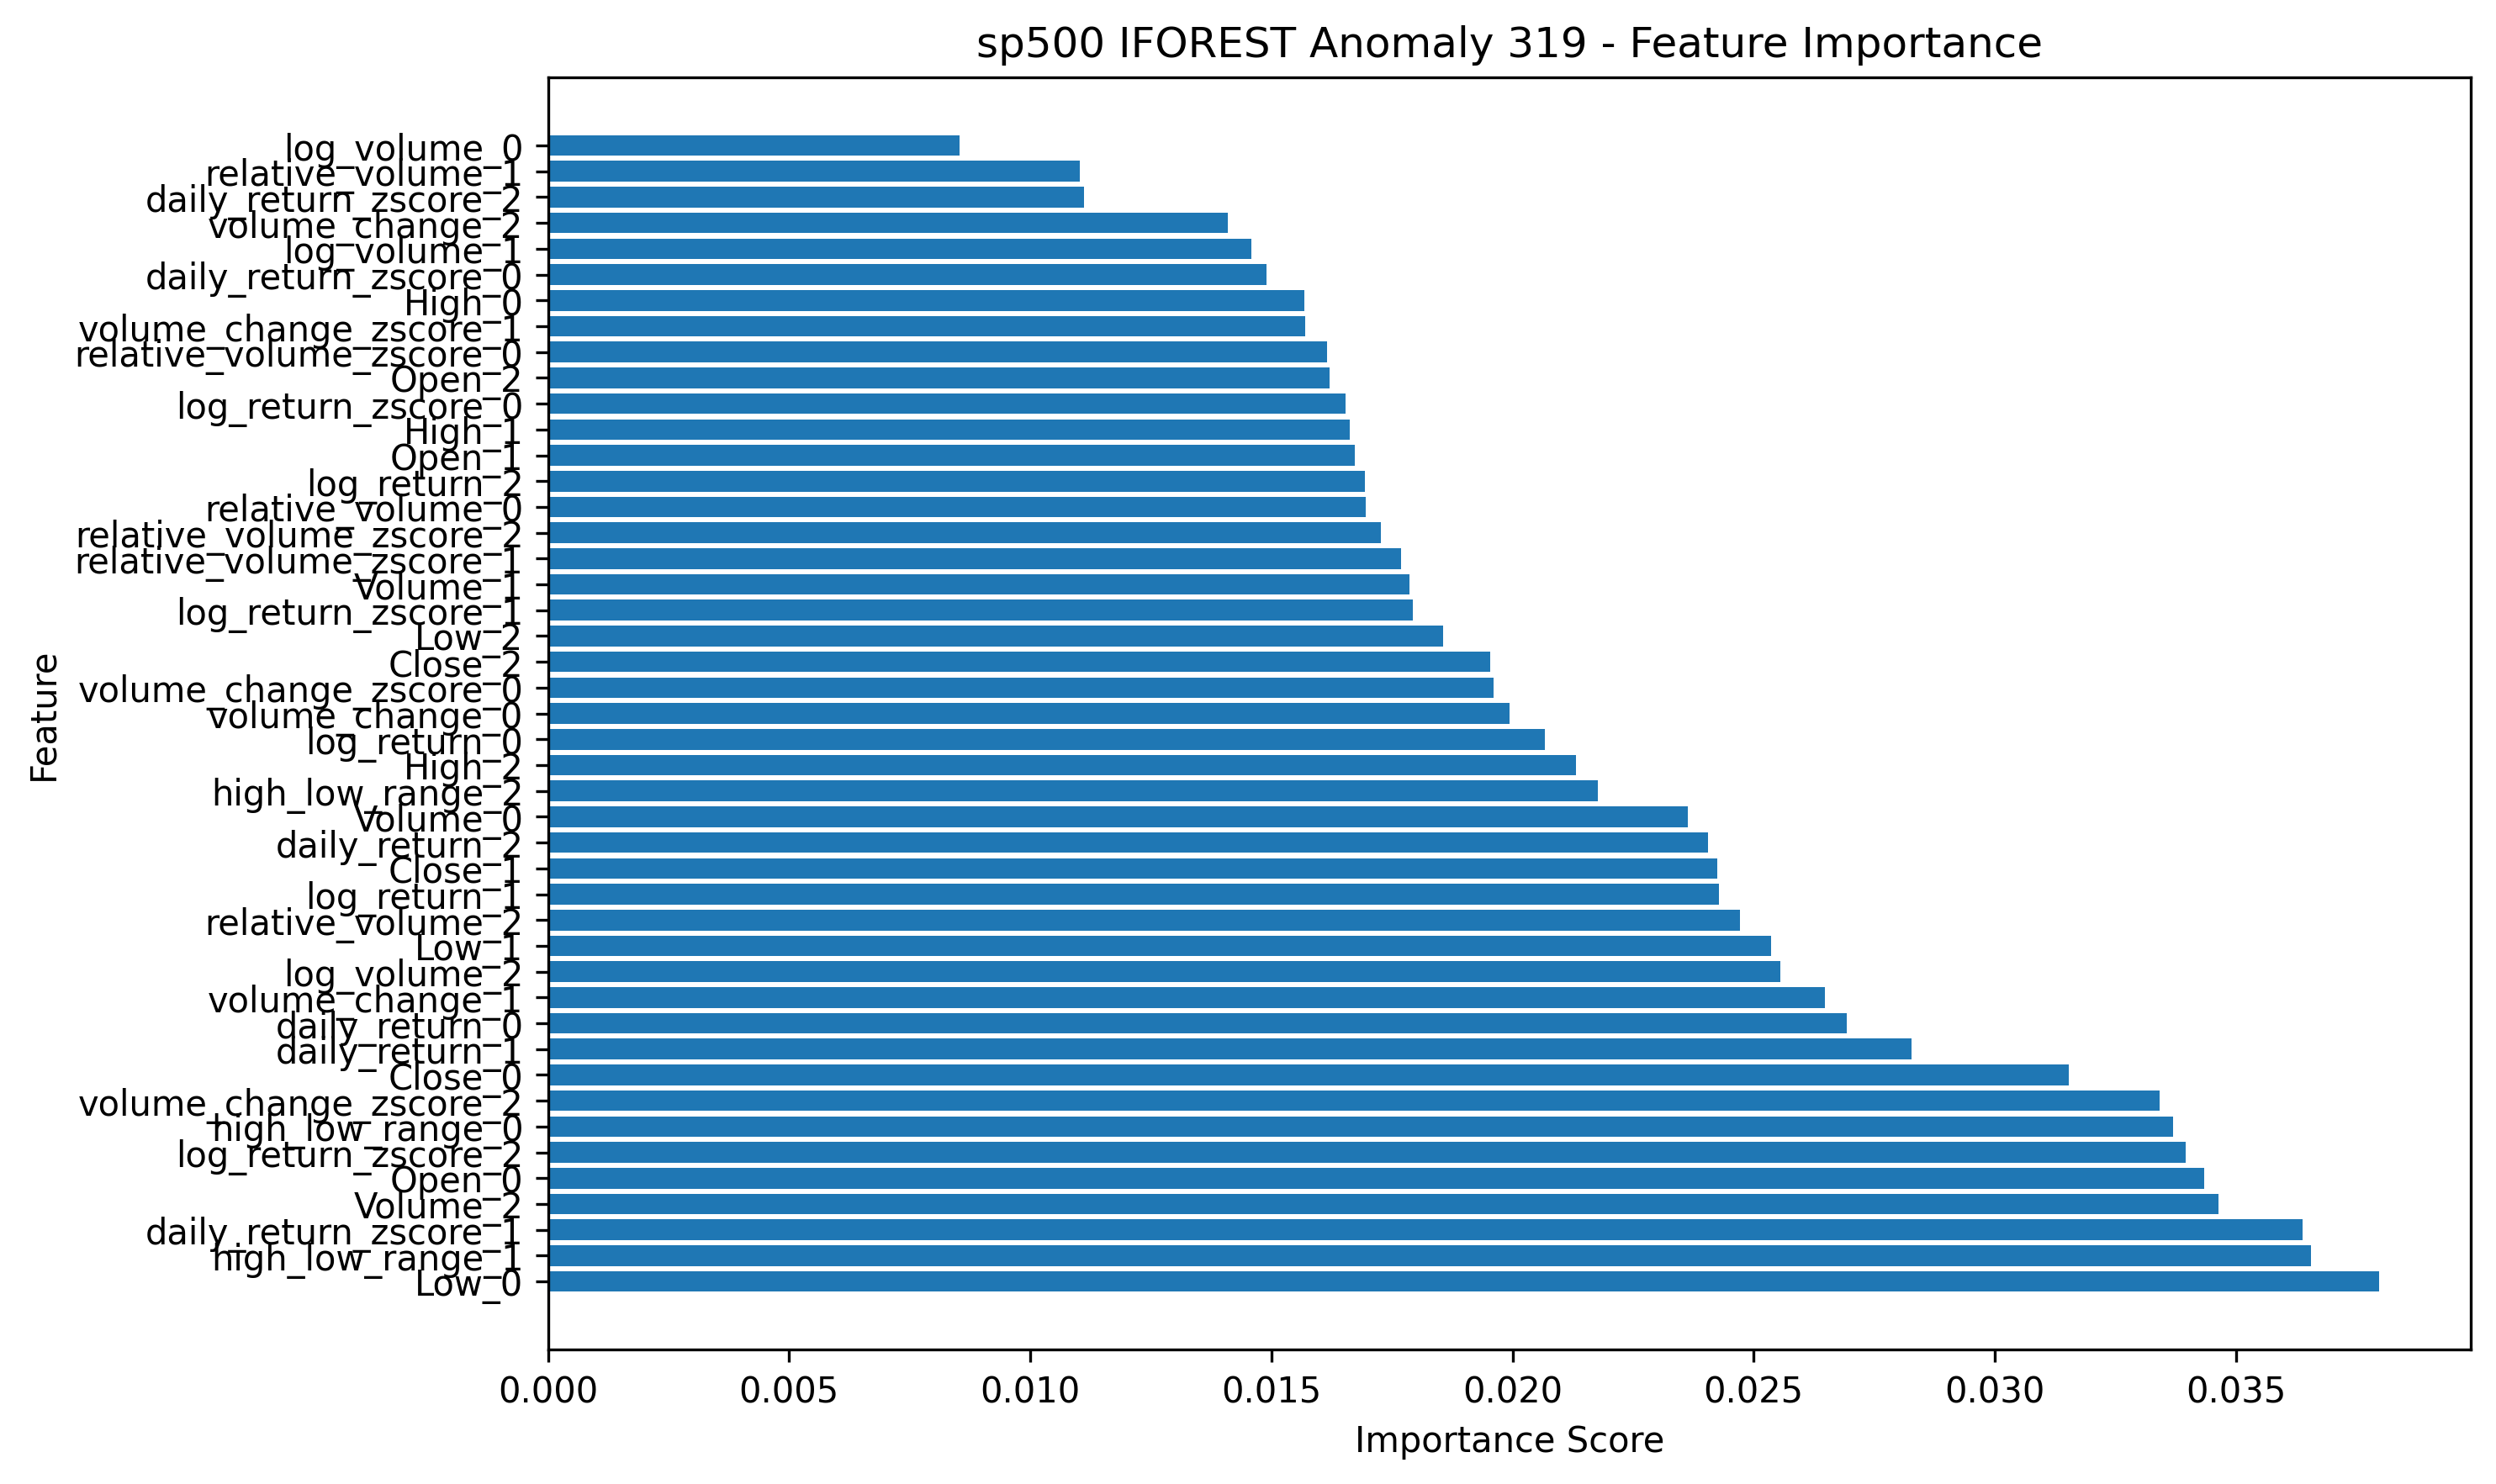 sp500 IFOREST Anomaly 319 - Feature Importance
log_volume_0
relative_volume_1
daily_return_zscore_2
volume_change_2
log_volume_1
daily_return_zscore_0
High_0
volume_change_zscore_1
relative_volume_zscore_0
Open_2
log_return_zscore_0
High_1
Open_1
log_return_2
relative_volume_0
relative_volume_zscore_2
relative_volume_zscore_1
Volume_1
log_return_zscore_1
Low_2
Close_2
volume_change_zscore_0
volume_change_0
log_return_0
High_2
high_low_range_2
Volume_0
daily_return_2
Close_1
log_return_1
relative_volume_2
Low_1
log_volume_2
volume_change_1
daily_return_0
daily_return_1
Close_0
volume_change_zscore_2
high_low_range_0
log_return_zscore_2
Open_0
Volume_2
daily_return_zscore_1
high_low_range_1
Low_0
Feature
0.000 0.005 0.010 0.015 0.020 0.025 0.030 0.035
Importance Score